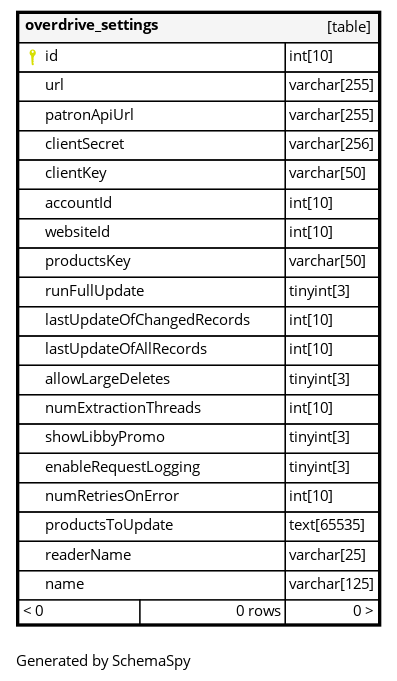 overdrive_settings [table]
id int[10]
url varchar[255]
patronApiUrl varchar[255]
clientSecret varchar[256]
clientKey varchar[50]
accountId int[10]
websiteId int[10]
productsKey varchar[50]
runFullUpdate tinyint[3]
lastUpdateOfChangedRecords int[10]
lastUpdateOfAllRecords int[10]
allowLargeDeletes tinyint[3]
numExtractionThreads int[10]
showLibbyPromo tinyint[3]
enableRequestLogging tinyint[3]
numRetriesOnError int[10]
productsToUpdate text[65535]
readerName varchar[25]
name varchar[125]
< 0 0 rows 0 >
Generated by SchemaSpy